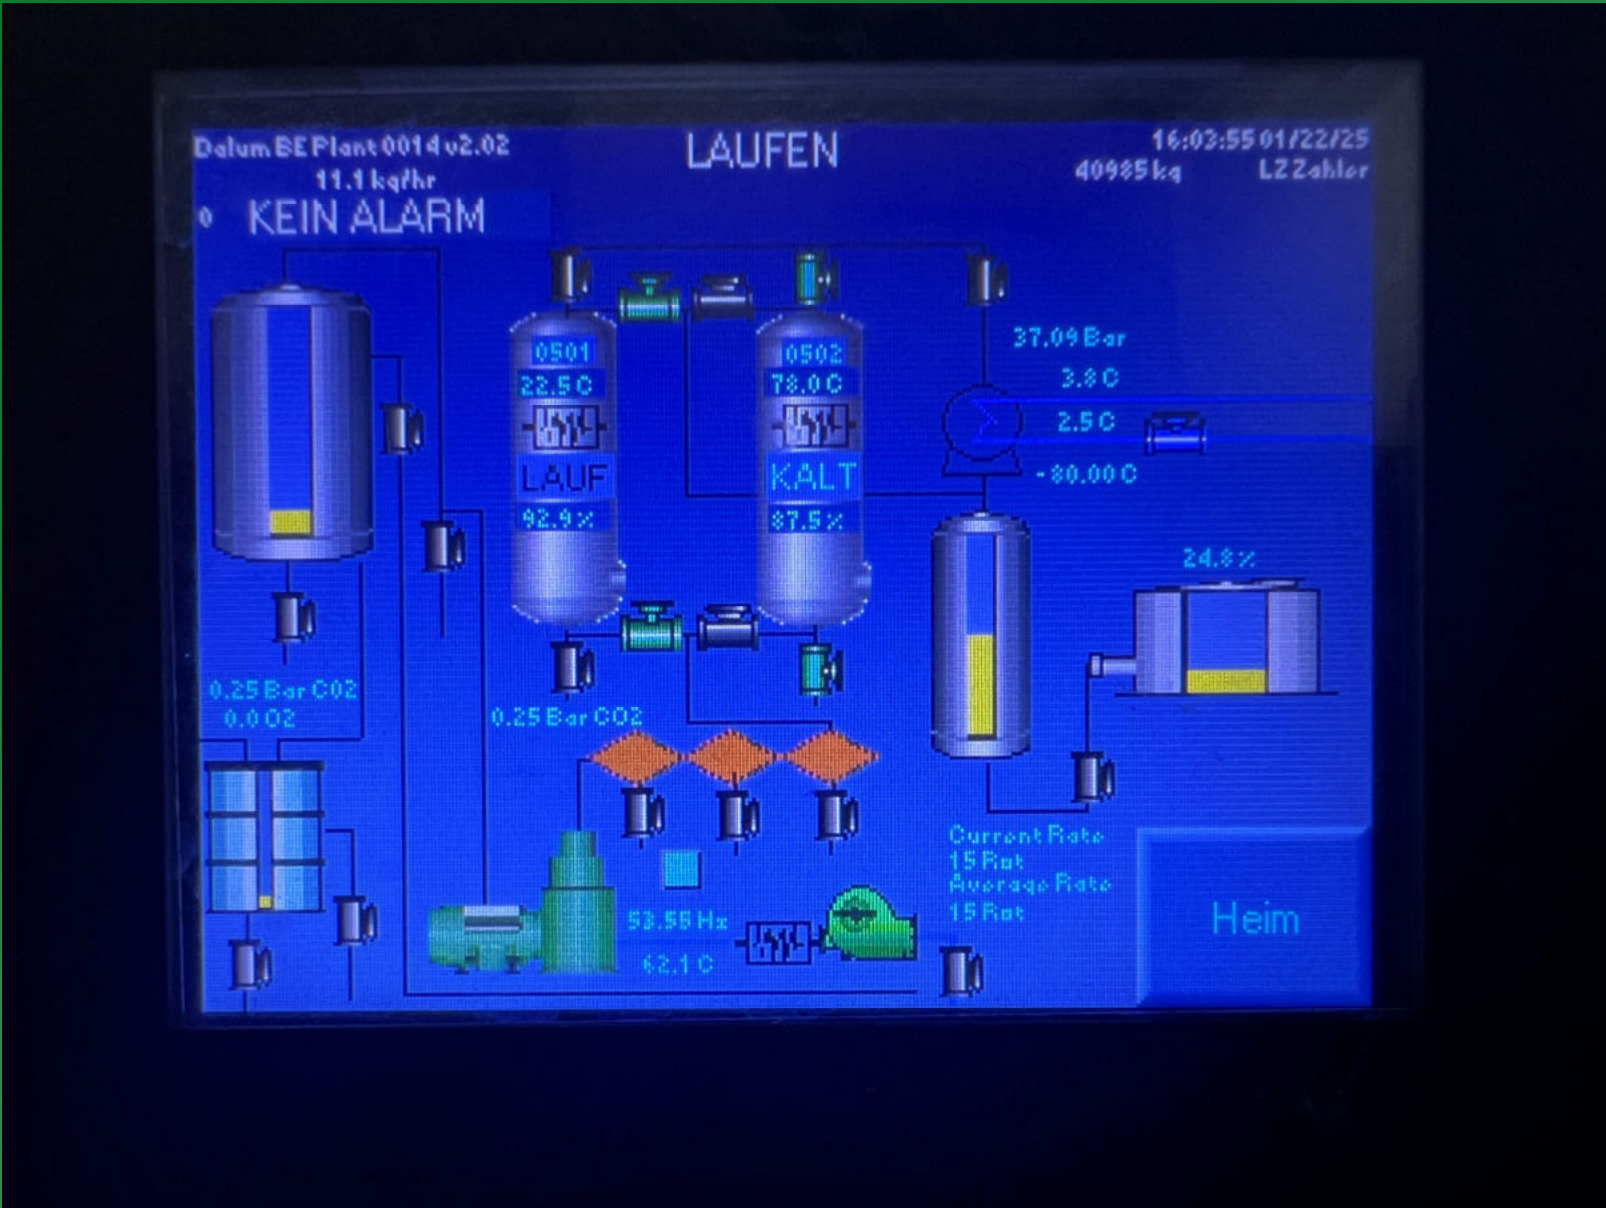 Dalum BE Plant 0014 v2.02
LAUFEN
16:03:55 01/22/25
11.1 kg/hr
40985 kg
LZ Zahler
0 KEIN ALARM
37.09 Bar
0501
0502
22.5 C
78.0 C
3.8 C
2.5 C
LAUF
KALT
-80.00 C
92.9 %
87.5 %
24.8 %
0.25 Bar CO2
0.0 O2
0.25 Bar CO2
Current Rate
15 Rat
Average Rate
15 Rat
53.55 Hz
62.1 C
Heim